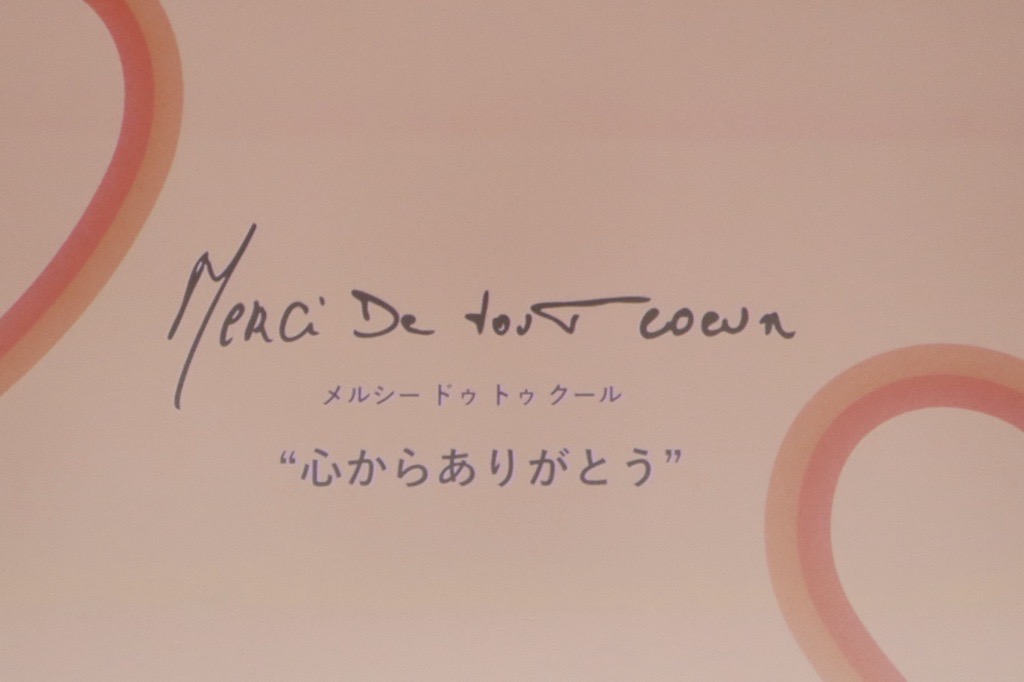 Merci De tout coeur
メルシー ドゥ トゥ クール
“心からありがとう”